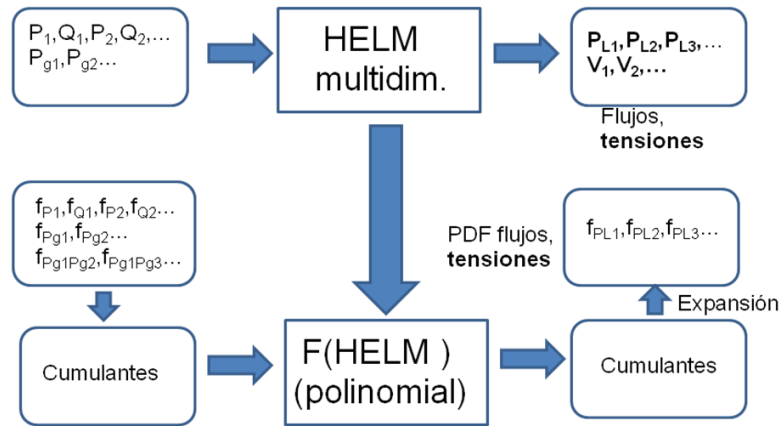 P1,Q1,P2,Q2,...
Pg1,Pg2...
HELM
multidim.
PL1,PL2,PL3,...
V1,V2,...
Flujos,
tensiones
fP1,fQ1,fP2,fQ2...
fPg1,fPg2...
fPg1Pg2,fPg1Pg3...
PDF flujos,
tensiones
fPL1,fPL2,fPL3...
Expansión
Cumulantes
F(HELM )
(polinomial)
Cumulantes